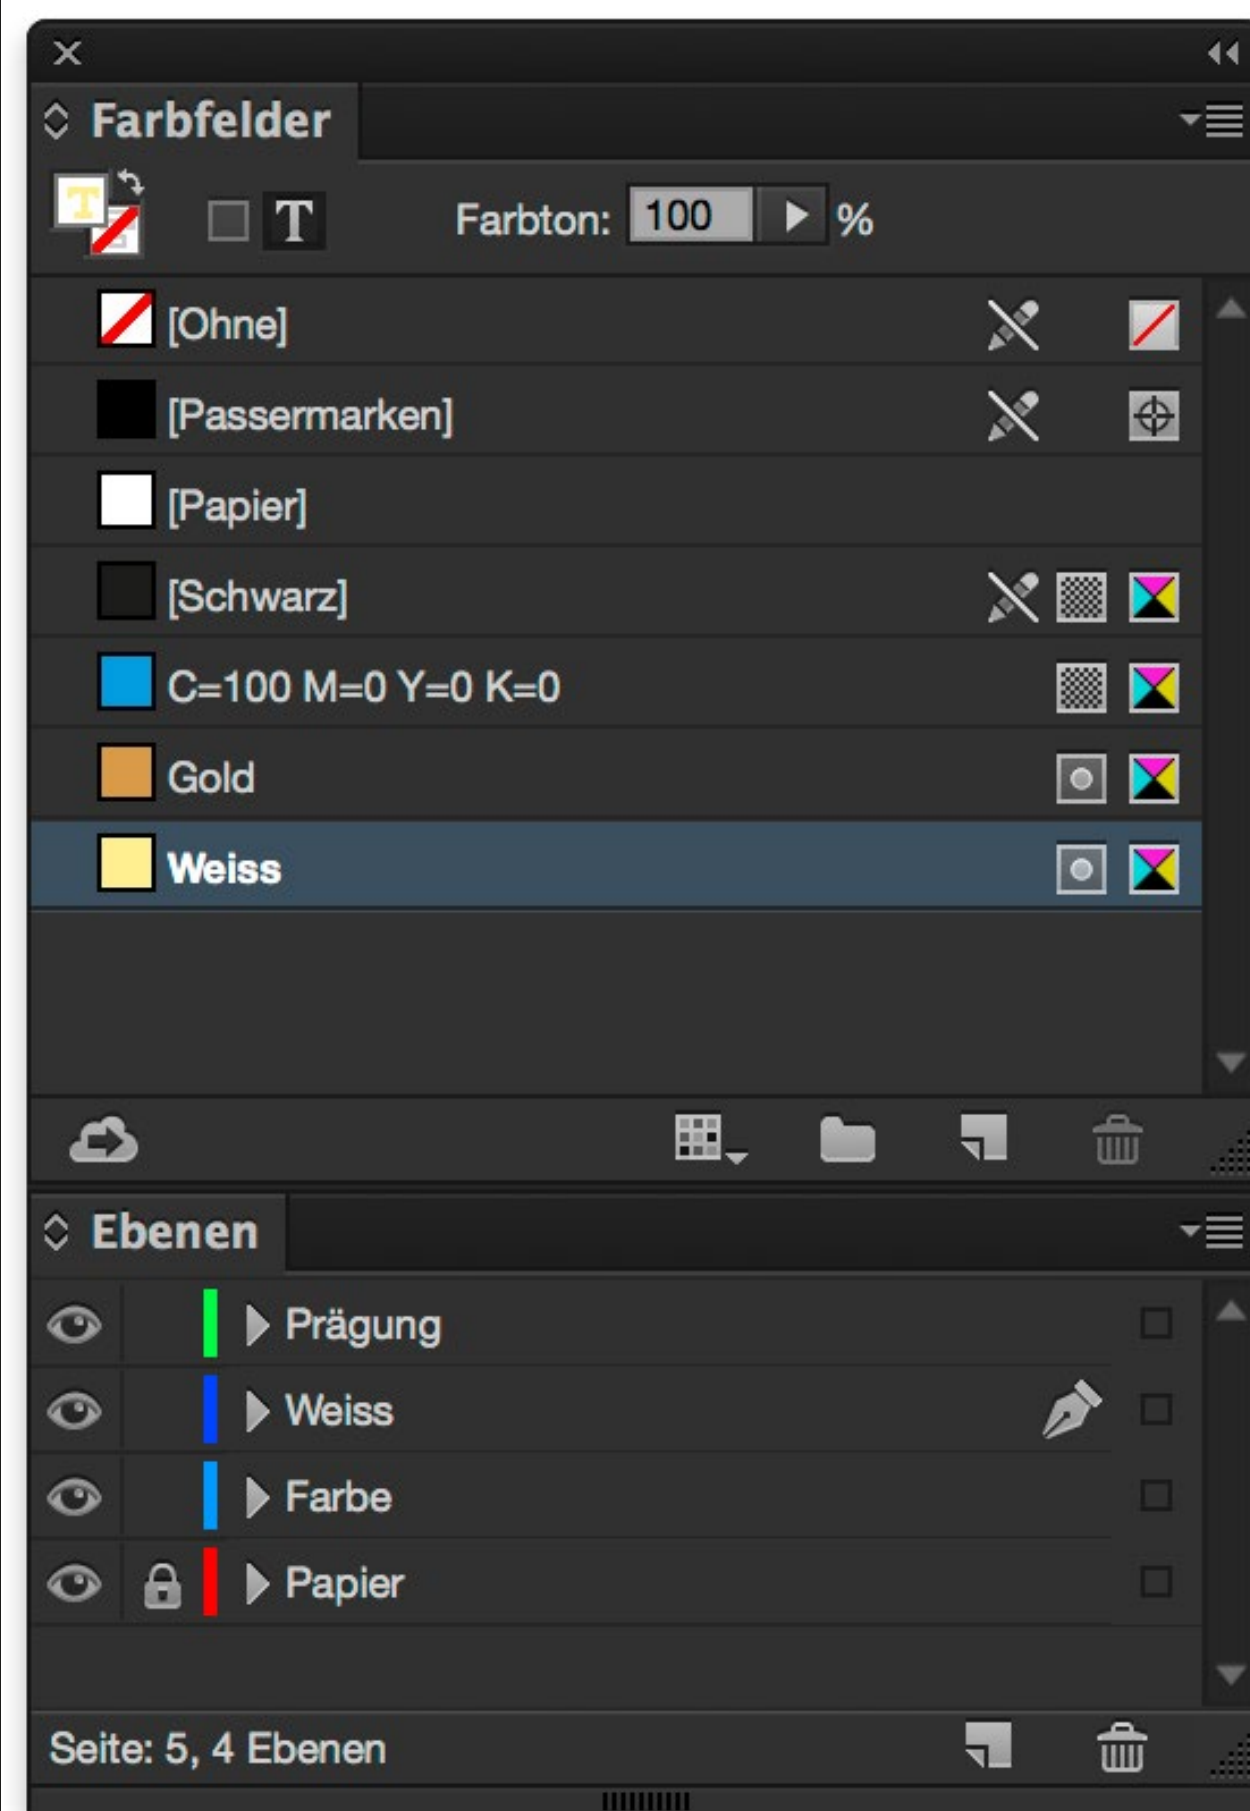 Farbfelder
T
T
Farbton: 100 %
[Ohne]
[Passermarken]
[Papier]
[Schwarz]
C=100 M=0 Y=0 K=0
Gold
Weiss
Ebenen
Prägung
Weiss
Farbe
Papier
Seite: 5, 4 Ebenen